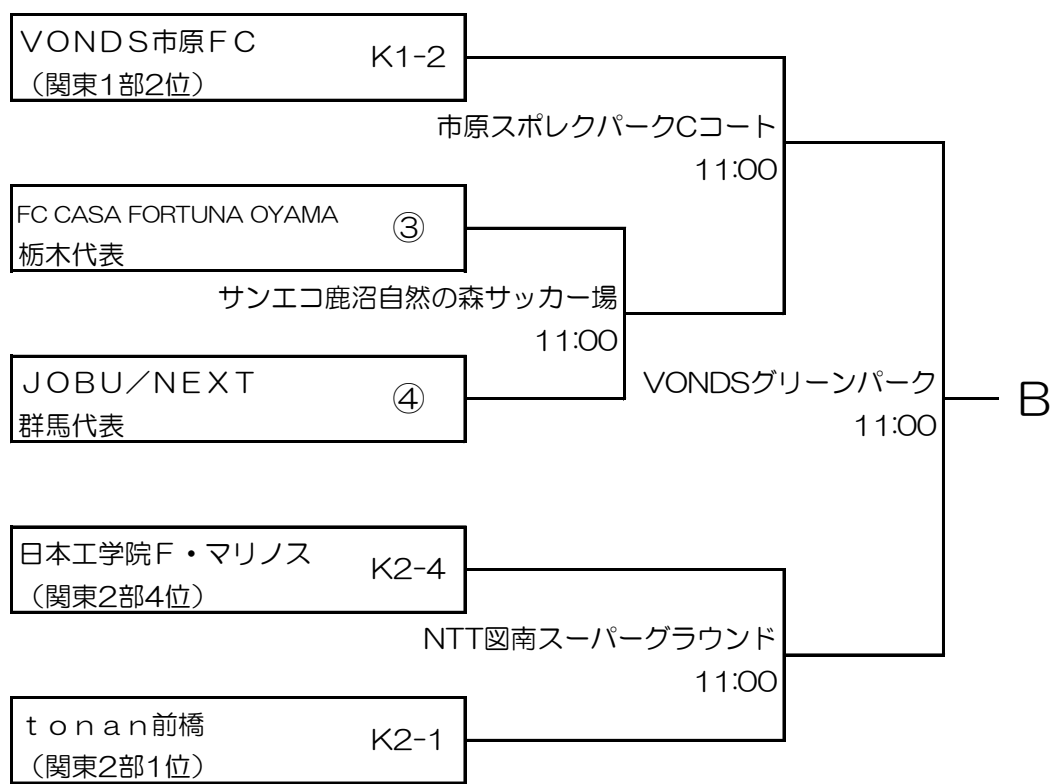 VONDS市原FC
K1-2
(関東1部2位)
市原スポレクパークCコート
11:00
FC CASA FORTUNA OYAMA
③
栃木代表
サンエコ鹿沼自然の森サッカー場
11:00
JOBU/NEXT
④
群馬代表
VONDSグリーンパーク
11:00
B
日本工学院F・マリノス
K2-4
(関東2部4位)
NTT図南スーパーグラウンド
11:00
tonan前橋
K2-1
(関東2部1位)